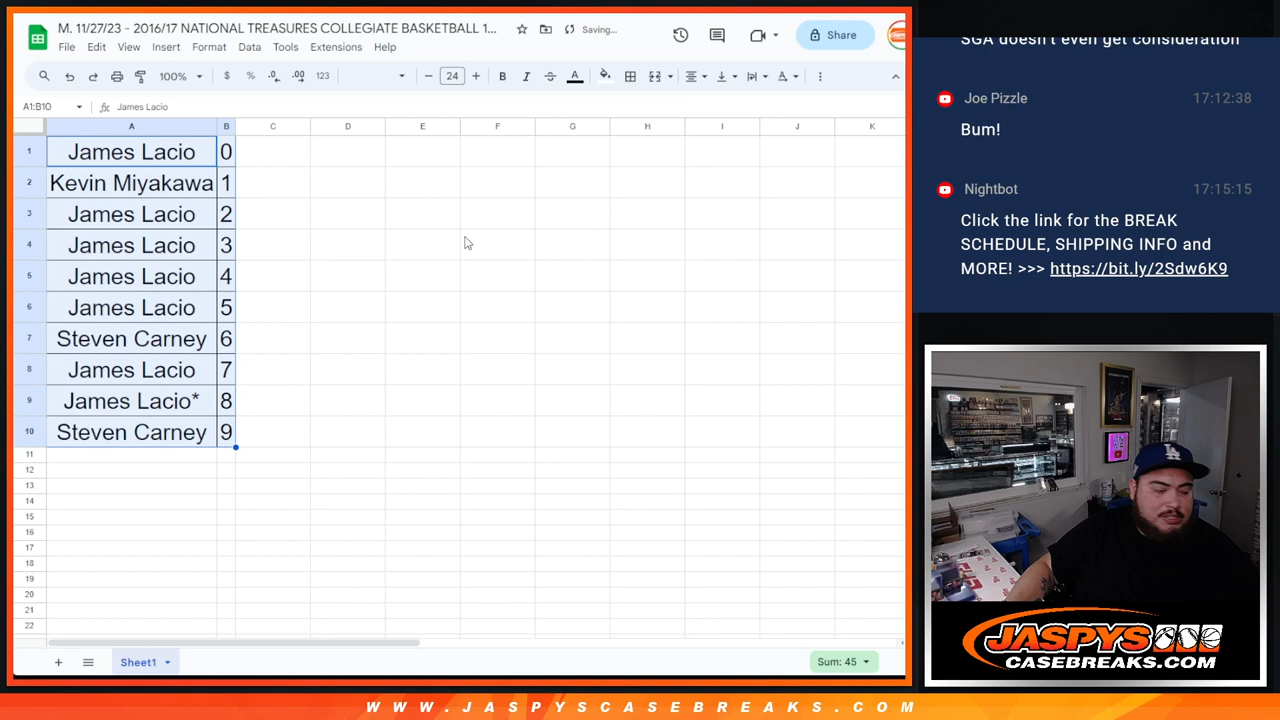 M. 11/27/23 - 2016/17 NATIONAL TREASURES COLLEGIATE BASKETBALL 1...
Saving...
Share
File Edit View Insert Format Data Tools Extensions Help
100% $ % .0 .00 123 24 B I S A
A1:B10 fx James Lacio
A B C D E F G H I J K
1 James Lacio 0
2 Kevin Miyakawa 1
3 James Lacio 2
4 James Lacio 3
5 James Lacio 4
6 James Lacio 5
7 Steven Carney 6
8 James Lacio 7
9 James Lacio* 8
10 Steven Carney 9
11
12
13
14
15
16
17
18
19
20
21
22
Sheet1
Sum: 45
SGA doesn't even get consideration
Joe Pizzle 17:12:38
Bum!
Nightbot 17:15:15
Click the link for the BREAK
SCHEDULE, SHIPPING INFO and
MORE! >>> https://bit.ly/2Sdw6K9
LA
JASPYS
CASEBREAKS.COM
WWW.JASPYSCASEBREAKS.COM